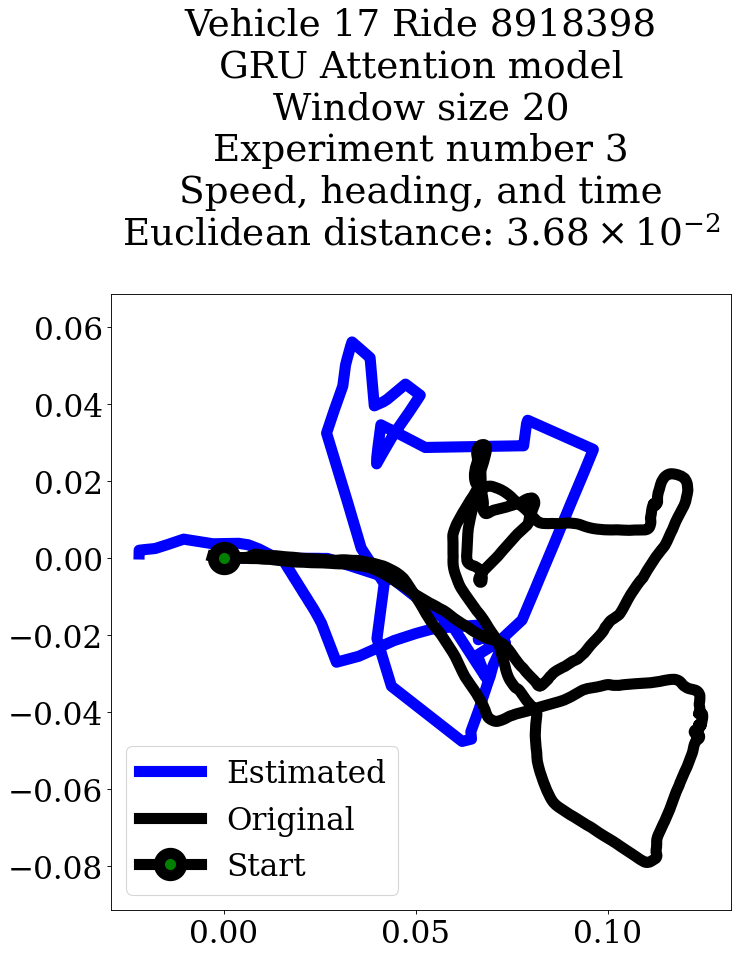 Vehicle 17 Ride 8918398
GRU Attention model
Window size 20
Experiment number 3
Speed, heading, and time
Euclidean distance: 3.68 × 10⁻²
0.06
0.04
0.02
0.00
−0.02
−0.04
−0.06
−0.08
Estimated
Original
Start
0.00 0.05 0.10